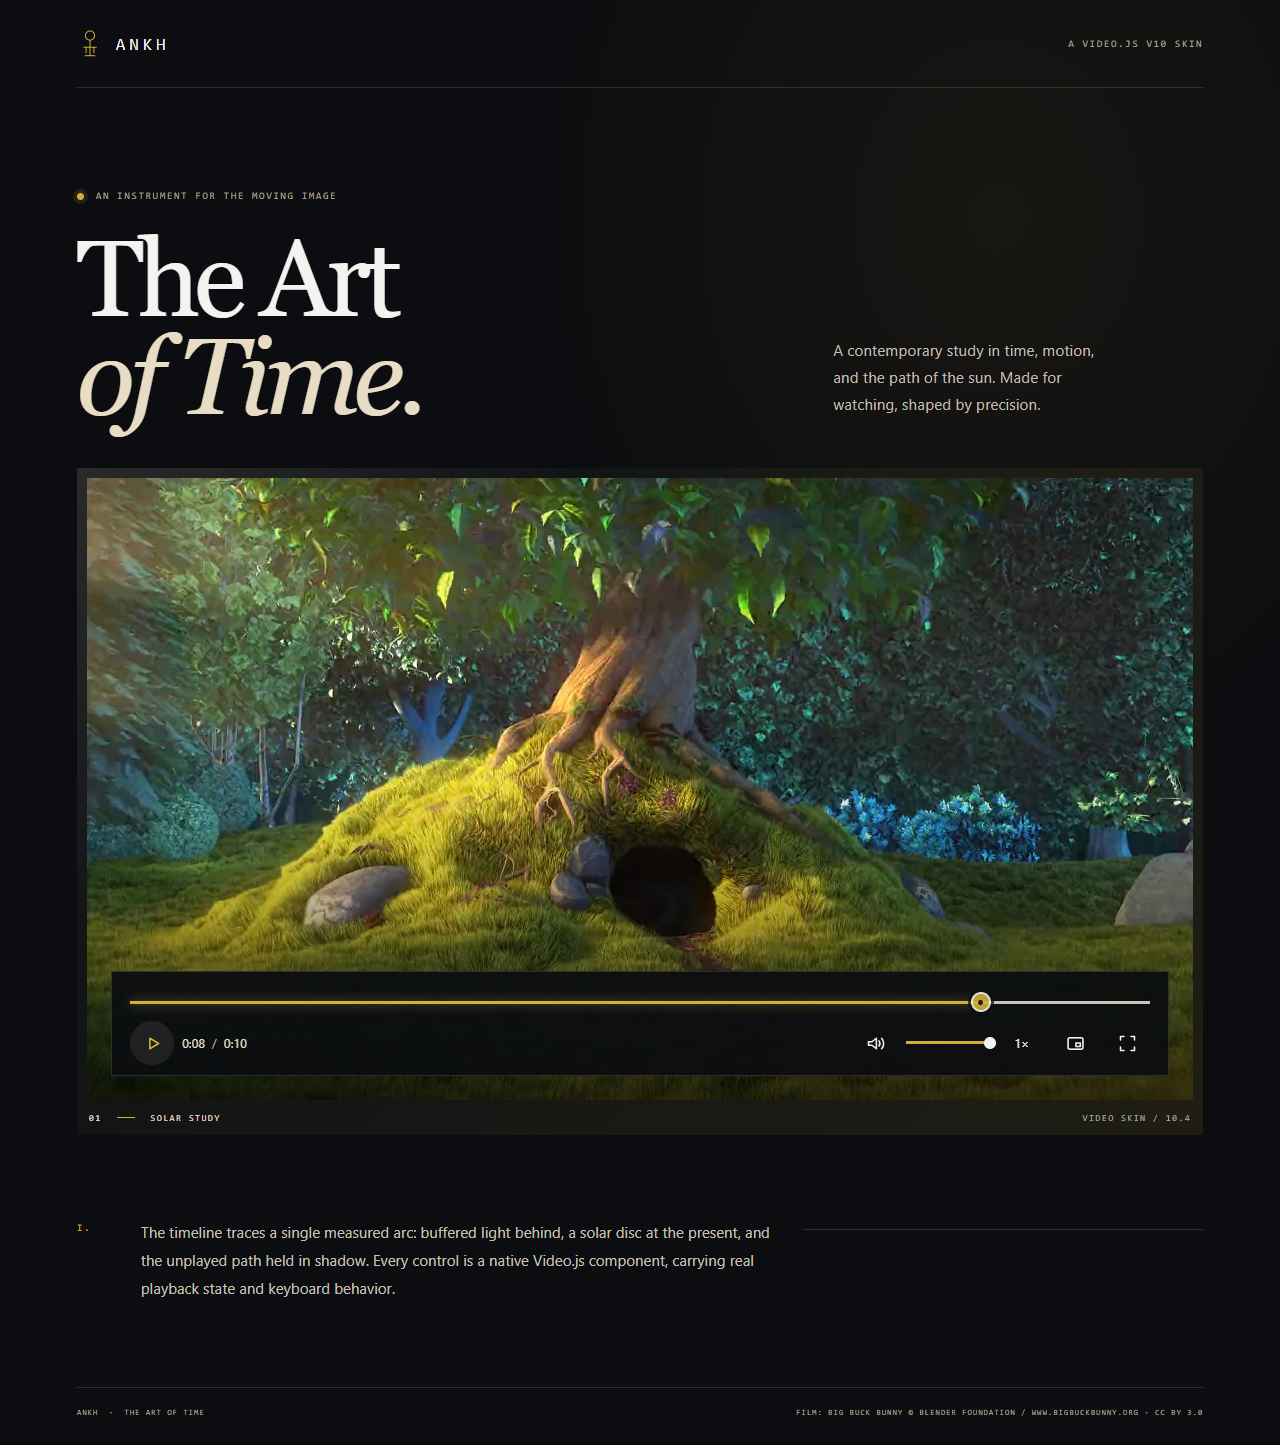 ANKH
A VIDEO.JS V10 SKIN
AN INSTRUMENT FOR THE MOVING IMAGE
The Art
of Time.
A contemporary study in time, motion,
and the path of the sun. Made for
watching, shaped by precision.
0:08 / 0:10
1×
01 — SOLAR STUDY
VIDEO SKIN / 10.4
I.
The timeline traces a single measured arc: buffered light behind, a solar disc at the present, and
the unplayed path held in shadow. Every control is a native Video.js component, carrying real
playback state and keyboard behavior.
ANKH · THE ART OF TIME
FILM: BIG BUCK BUNNY © BLENDER FOUNDATION / WWW.BIGBUCKBUNNY.ORG · CC BY 3.0